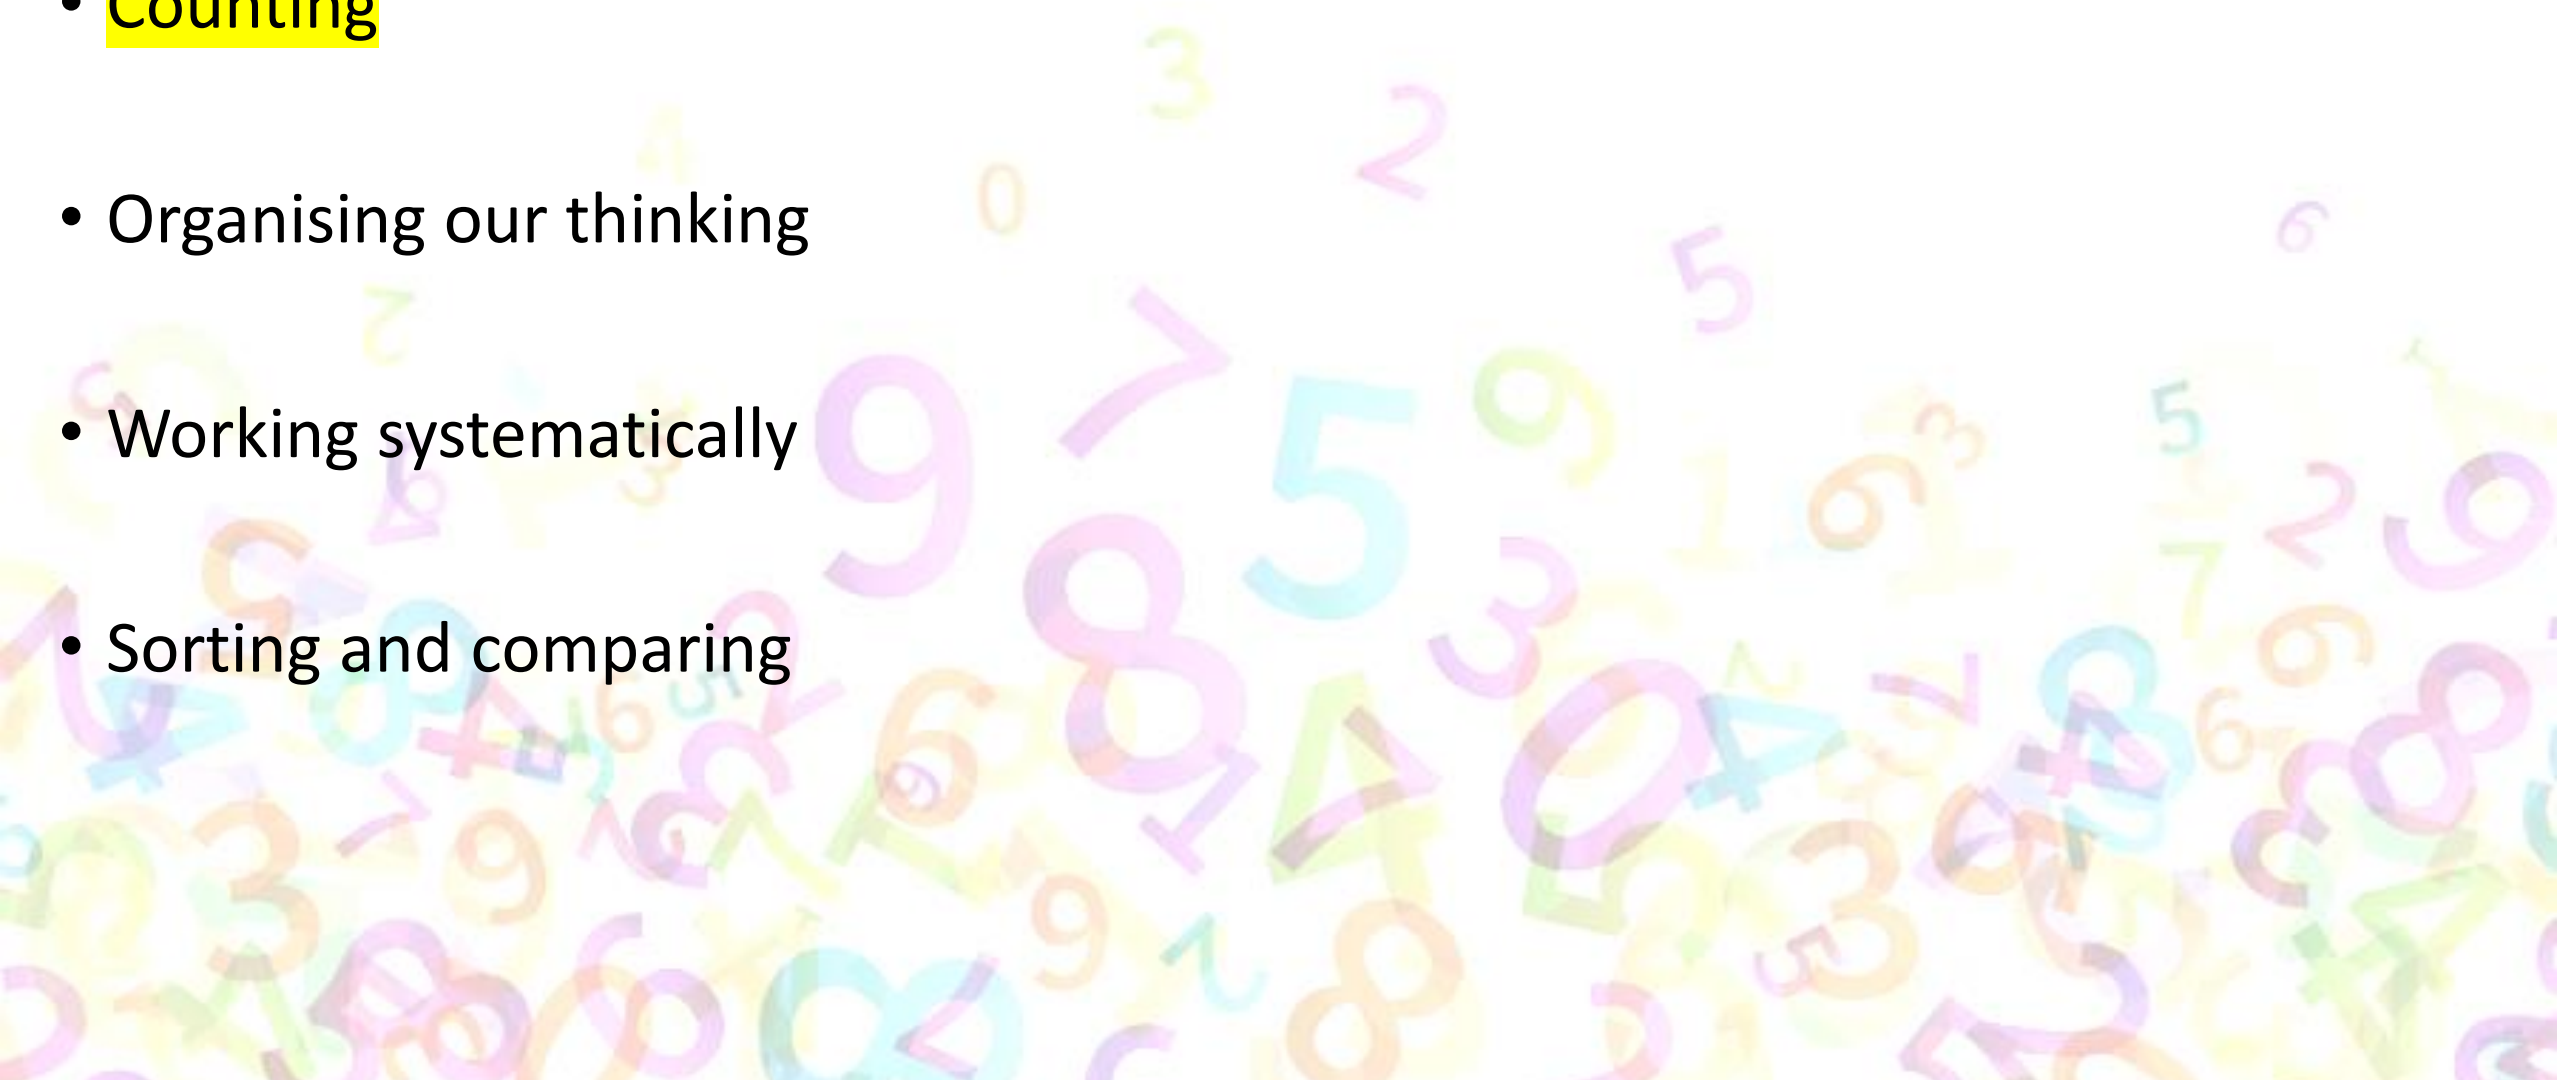 • Counting
• Organising our thinking
• Working systematically
• Sorting and comparing